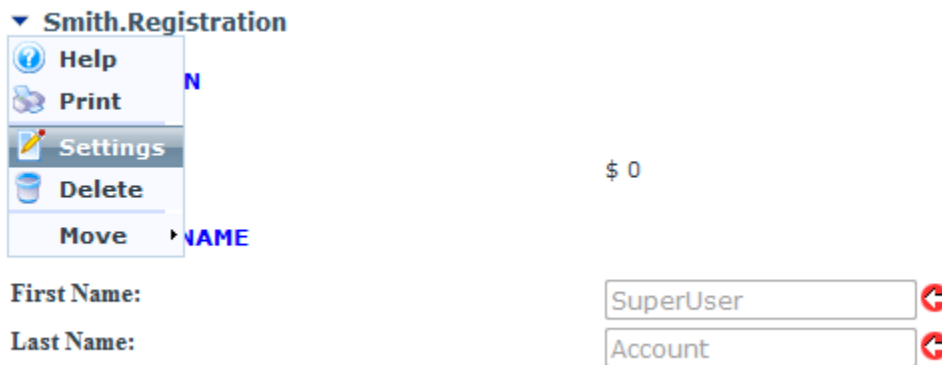 Smith.Registration
Help
N
Print
Settings
$ 0
Delete
Move
NAME
First Name:
SuperUser
Last Name:
Account